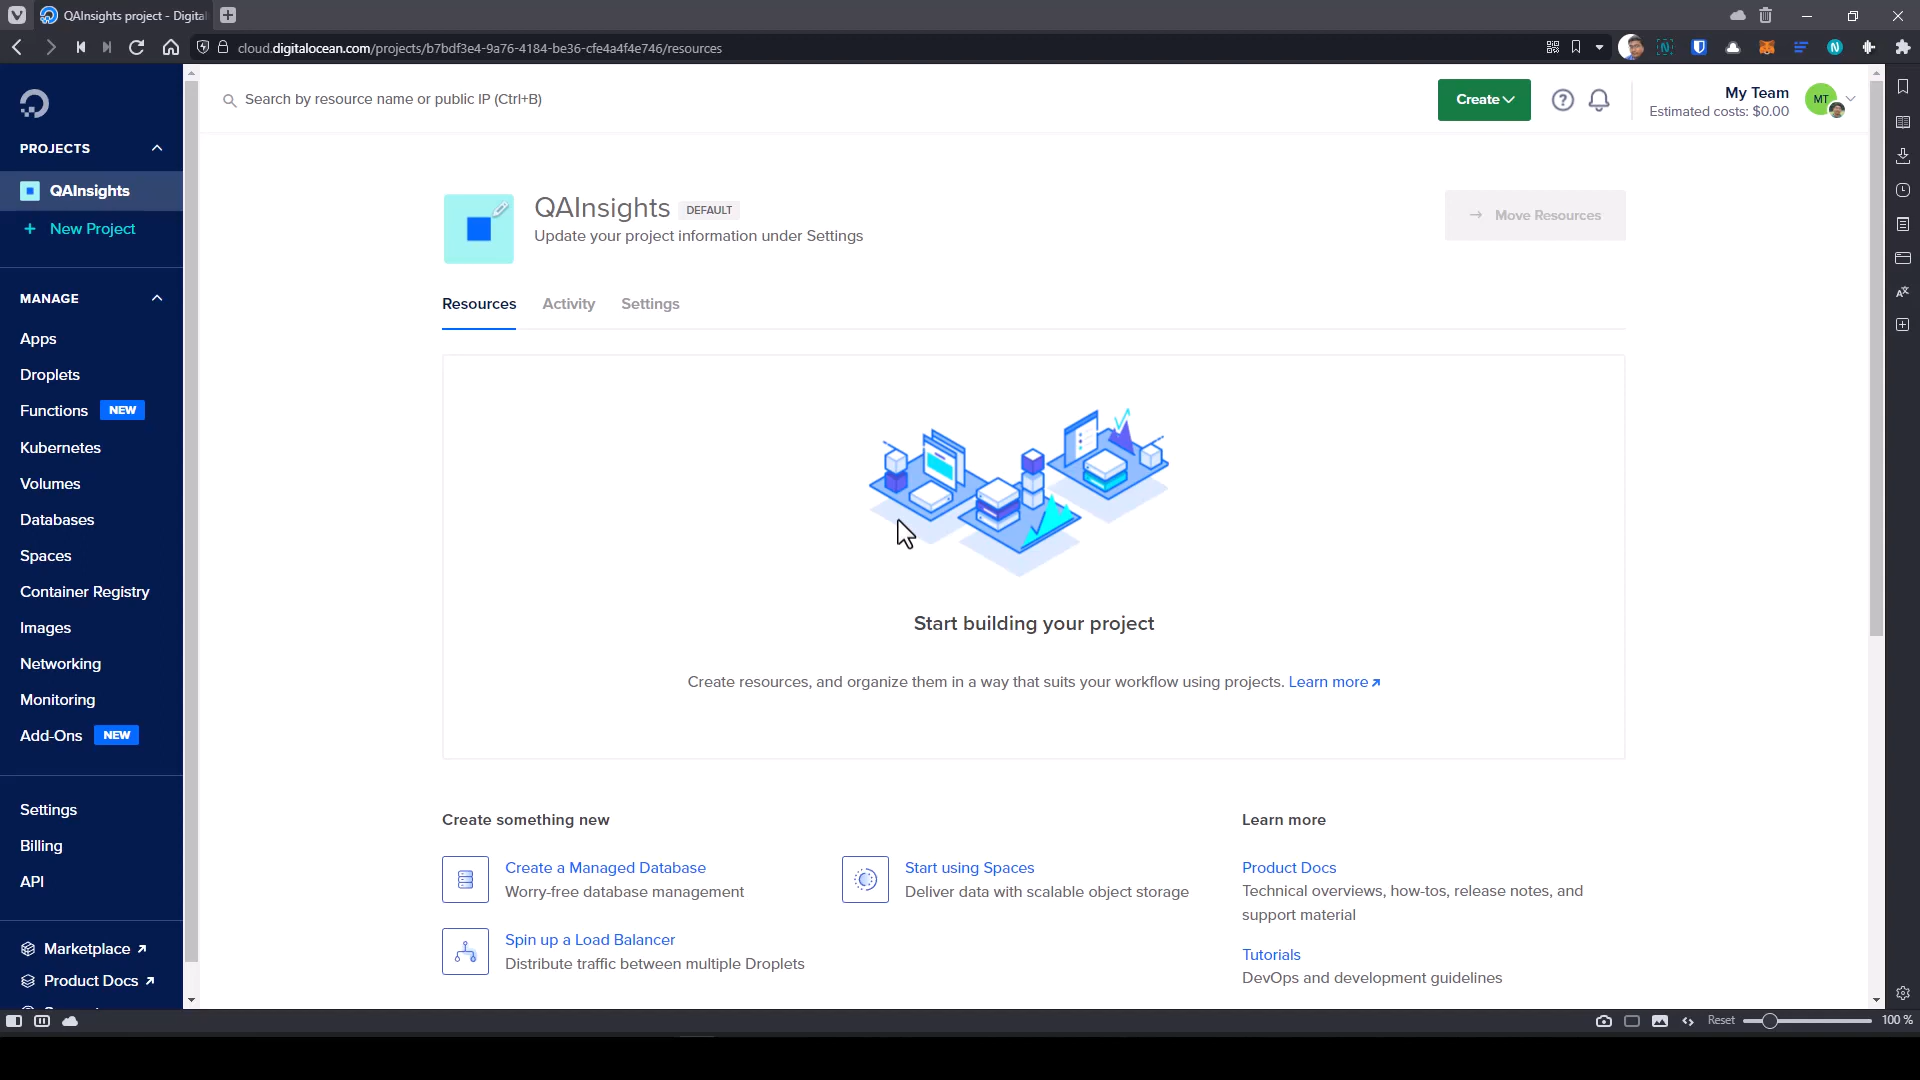 QAInsights project - Digital
cloud.digitalocean.com/projects/b7bdf3e4-9a76-4184-be36-cfe4a4f4e746/resources
Search by resource name or public IP (Ctrl+B)
Create
My Team
Estimated costs: $0.00
MT
PROJECTS
QAInsights
New Project
MANAGE
Apps
Droplets
Functions NEW
Kubernetes
Volumes
Databases
Spaces
Container Registry
Images
Networking
Monitoring
Add-Ons NEW
Settings
Billing
API
Marketplace
Product Docs
QAInsights DEFAULT
Update your project information under Settings
Move Resources
Resources Activity Settings
Start building your project
Create resources, and organize them in a way that suits your workflow using projects. Learn more
Create something new
Create a Managed Database
Worry-free database management
Start using Spaces
Deliver data with scalable object storage
Spin up a Load Balancer
Distribute traffic between multiple Droplets
Learn more
Product Docs
Technical overviews, how-tos, release notes, and
support material
Tutorials
DevOps and development guidelines
Reset 100 %